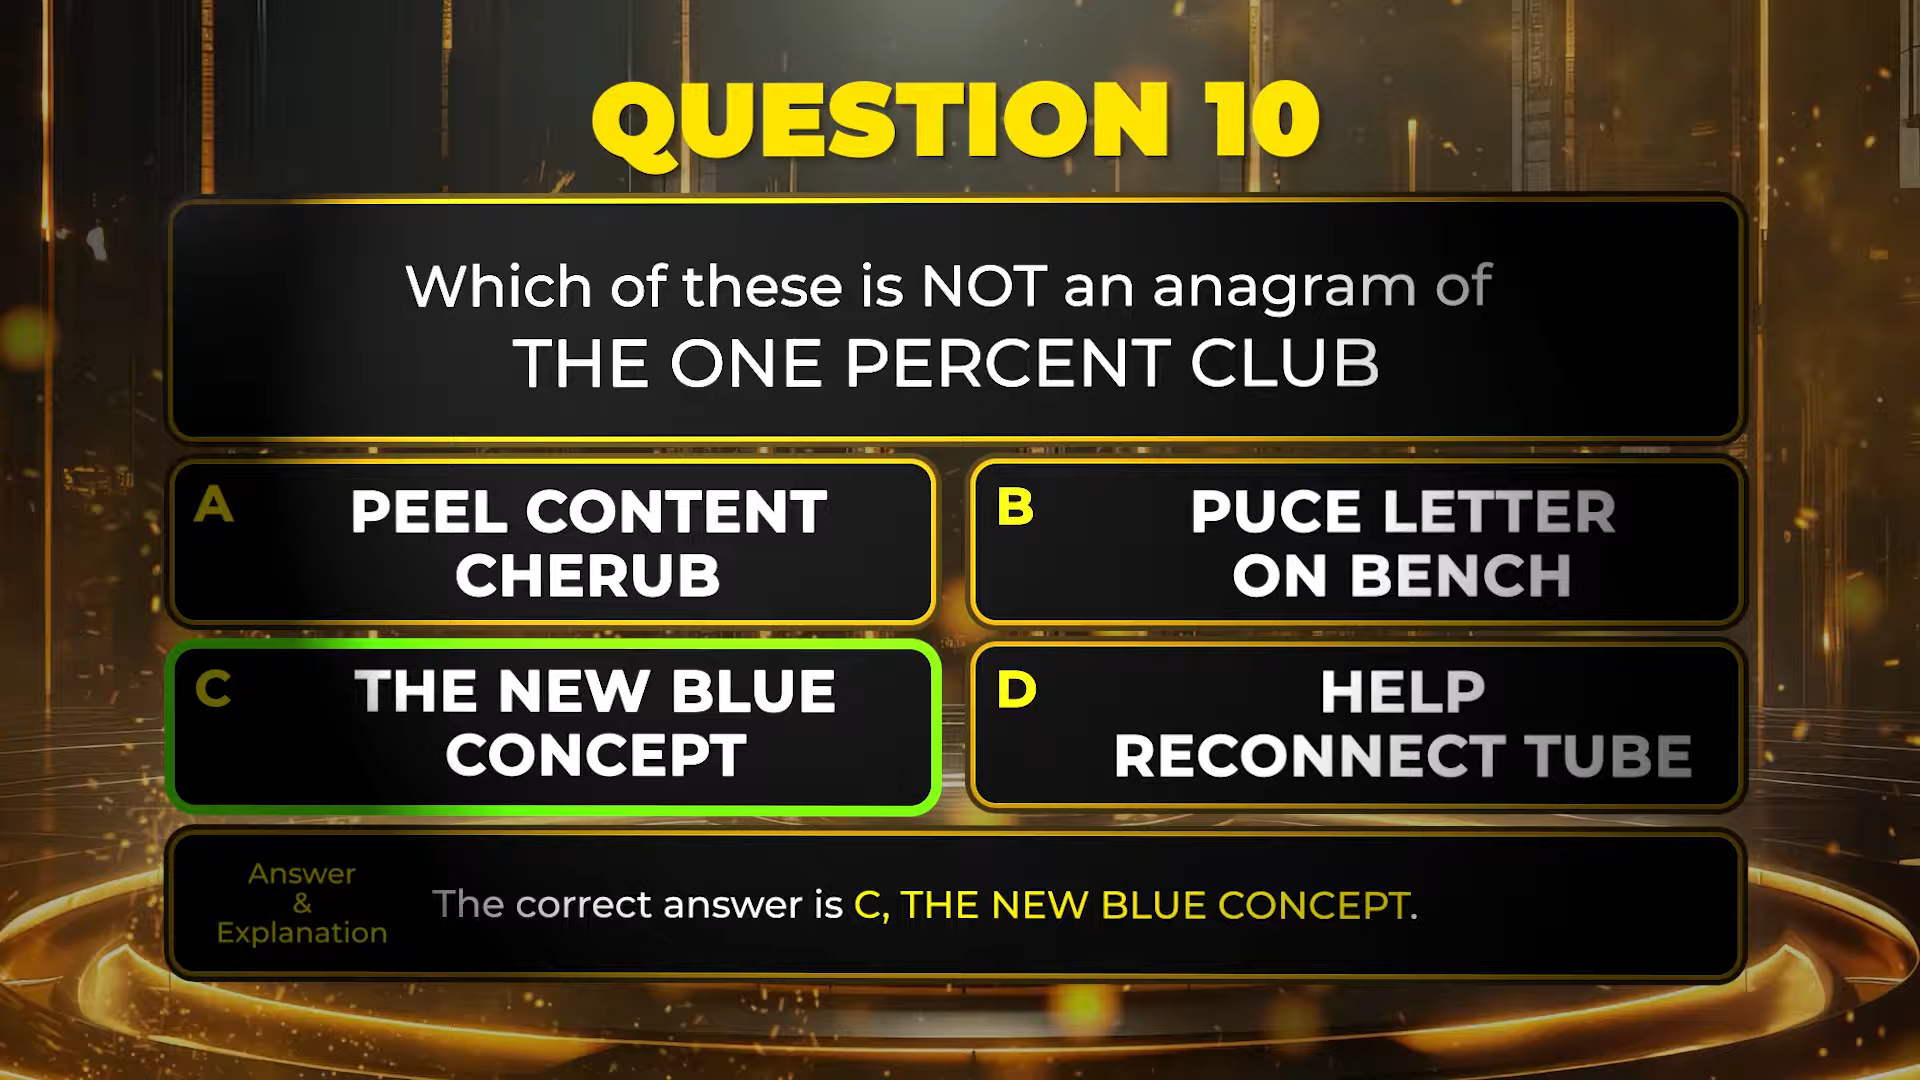 QUESTION 10
Which of these is NOT an anagram of
THE ONE PERCENT CLUB
A
PEEL CONTENT
CHERUB
B
PUCE LETTER
ON BENCH
C
THE NEW BLUE
CONCEPT
D
HELP
RECONNECT TUBE
Answer
&
Explanation
The correct answer is C, THE NEW BLUE CONCEPT.